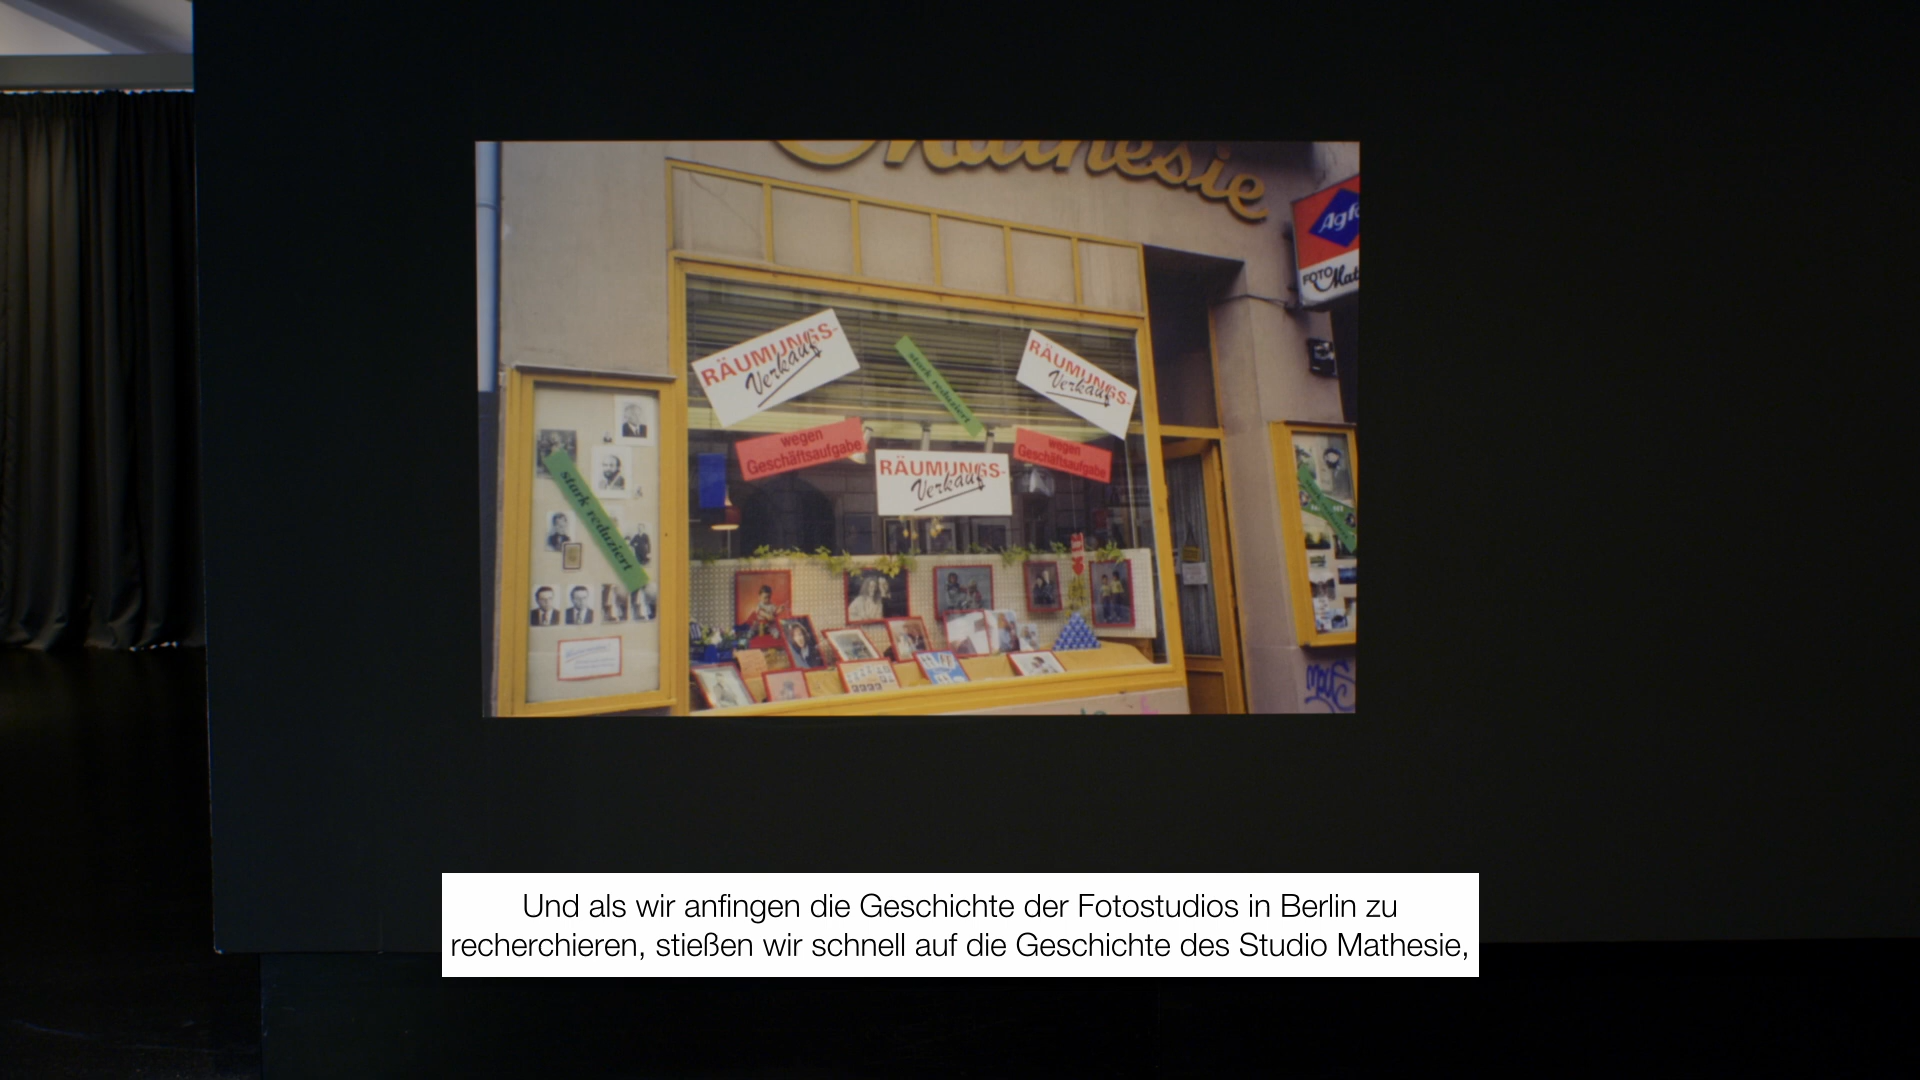 Mathesie
Agfa
FOTO Mat
RÄUMUNGS-
Verkauf
stark reduziert
RÄUMUNGS-
Verkauf
wegen
Geschäftsaufgabe
wegen
Geschäftsaufgabe
RÄUMUNGS-
Verkauf
stark reduziert
Und als wir anfingen die Geschichte der Fotostudios in Berlin zu
recherchieren, stießen wir schnell auf die Geschichte des Studio Mathesie,